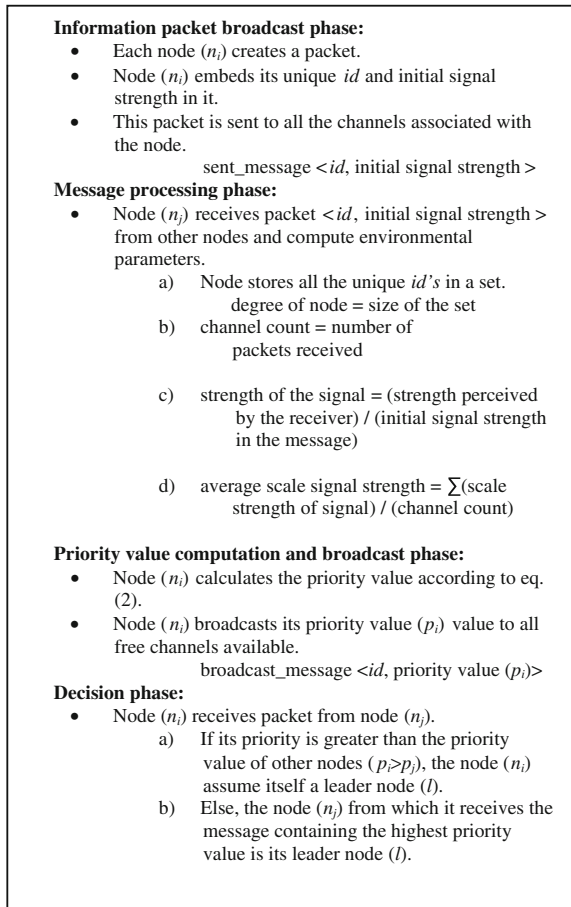 Information packet broadcast phase:
• Each node (nᵢ) creates a packet.
• Node (nᵢ) embeds its unique id and initial signal
strength in it.
• This packet is sent to all the channels associated with
the node.
sent_message <id, initial signal strength >
Message processing phase:
• Node (nⱼ) receives packet <id, initial signal strength >
from other nodes and compute environmental
parameters.
a) Node stores all the unique id's in a set.
degree of node = size of the set
b) channel count = number of
packets received
c) strength of the signal = (strength perceived
by the receiver) / (initial signal strength
in the message)
d) average scale signal strength = ∑(scale
strength of signal) / (channel count)
Priority value computation and broadcast phase:
• Node (nᵢ) calculates the priority value according to eq.
(2).
• Node (nᵢ) broadcasts its priority value (pᵢ) value to all
free channels available.
broadcast_message <id, priority value (pᵢ)>
Decision phase:
• Node (nᵢ) receives packet from node (nⱼ).
a) If its priority is greater than the priority
value of other nodes (pᵢ>pⱼ), the node (nᵢ)
assume itself a leader node (l).
b) Else, the node (nⱼ) from which it receives the
message containing the highest priority
value is its leader node (l).